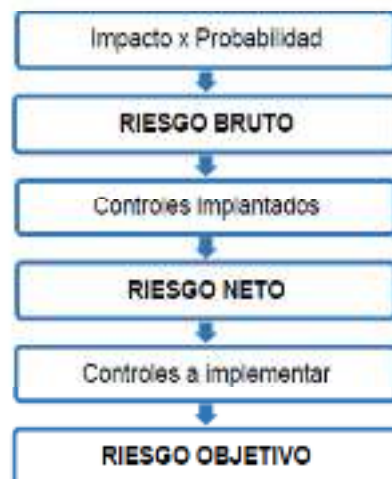 Impacto x Probabilidad
RIESGO BRUTO
Controles Implantados
RIESGO NETO
Controles a implementar
RIESGO OBJETIVO